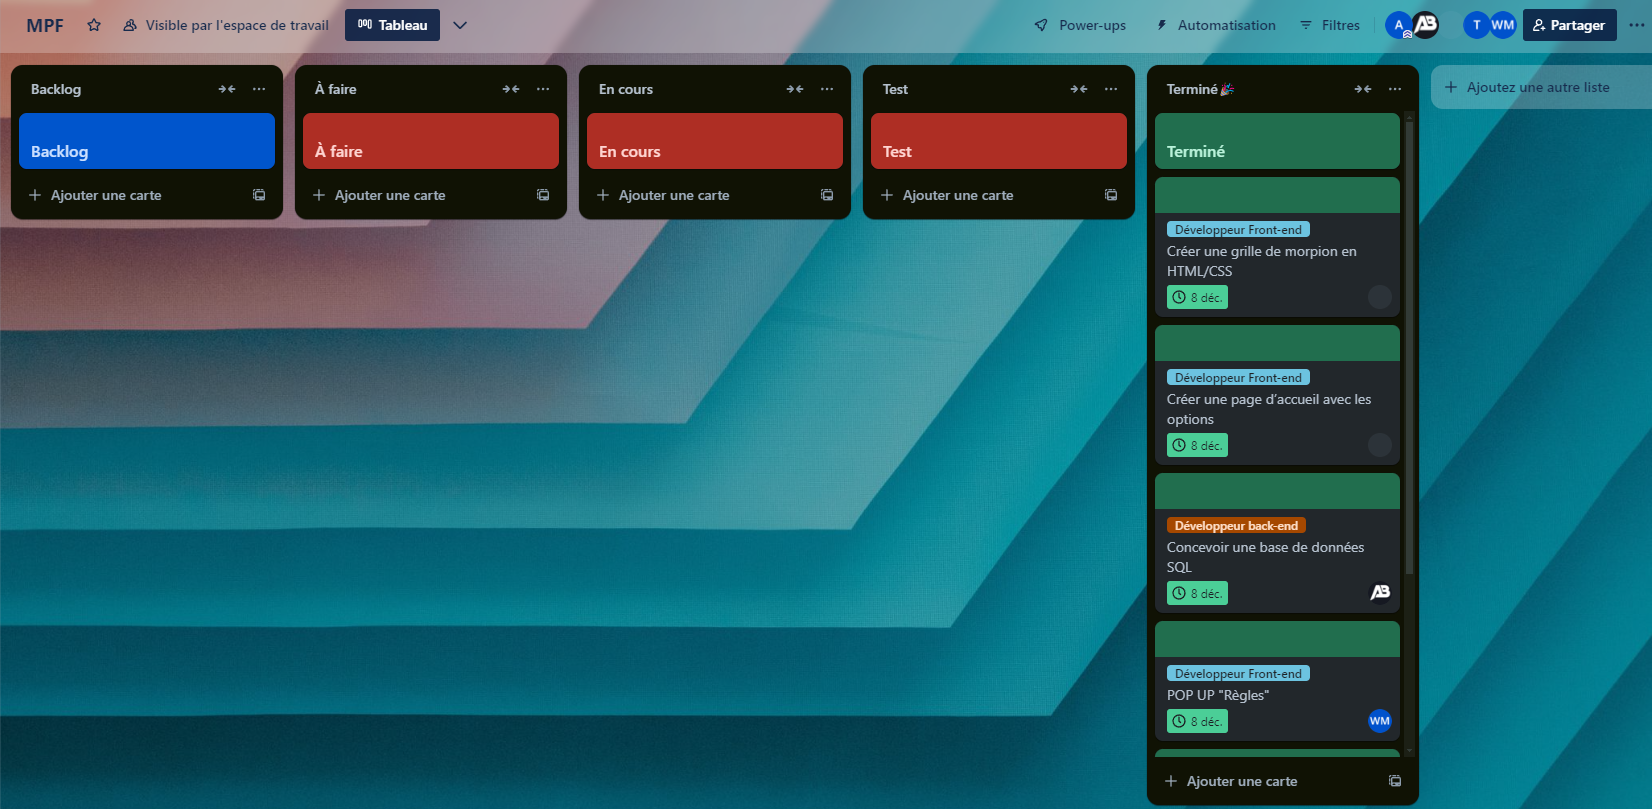 MPF
Visible par l'espace de travail
Tableau
Power-ups
Automatisation
Filtres
A
AB
T
WM
Partager
Backlog
Backlog
Ajouter une carte
À faire
À faire
Ajouter une carte
En cours
En cours
Ajouter une carte
Test
Test
Ajouter une carte
Terminé🎉
Terminé
Développeur Front-end
Créer une grille de morpion en
HTML/CSS
8 déc.
Développeur Front-end
Créer une page d’accueil avec les
options
8 déc.
Développeur back-end
Concevoir une base de données
SQL
8 déc.
AB
Développeur Front-end
POP UP "Règles"
8 déc.
WM
Ajouter une carte
Ajoutez une autre liste